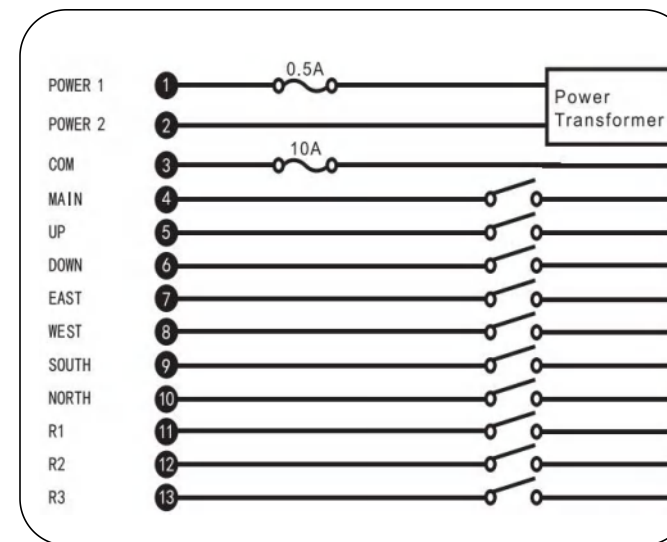 0.5A
POWER 1 1
Power
Transformer
POWER 2 2
10A
COM 3
MAIN 4
UP 5
DOWN 6
EAST 7
WEST 8
SOUTH 9
NORTH 10
R1 11
R2 12
R3 13